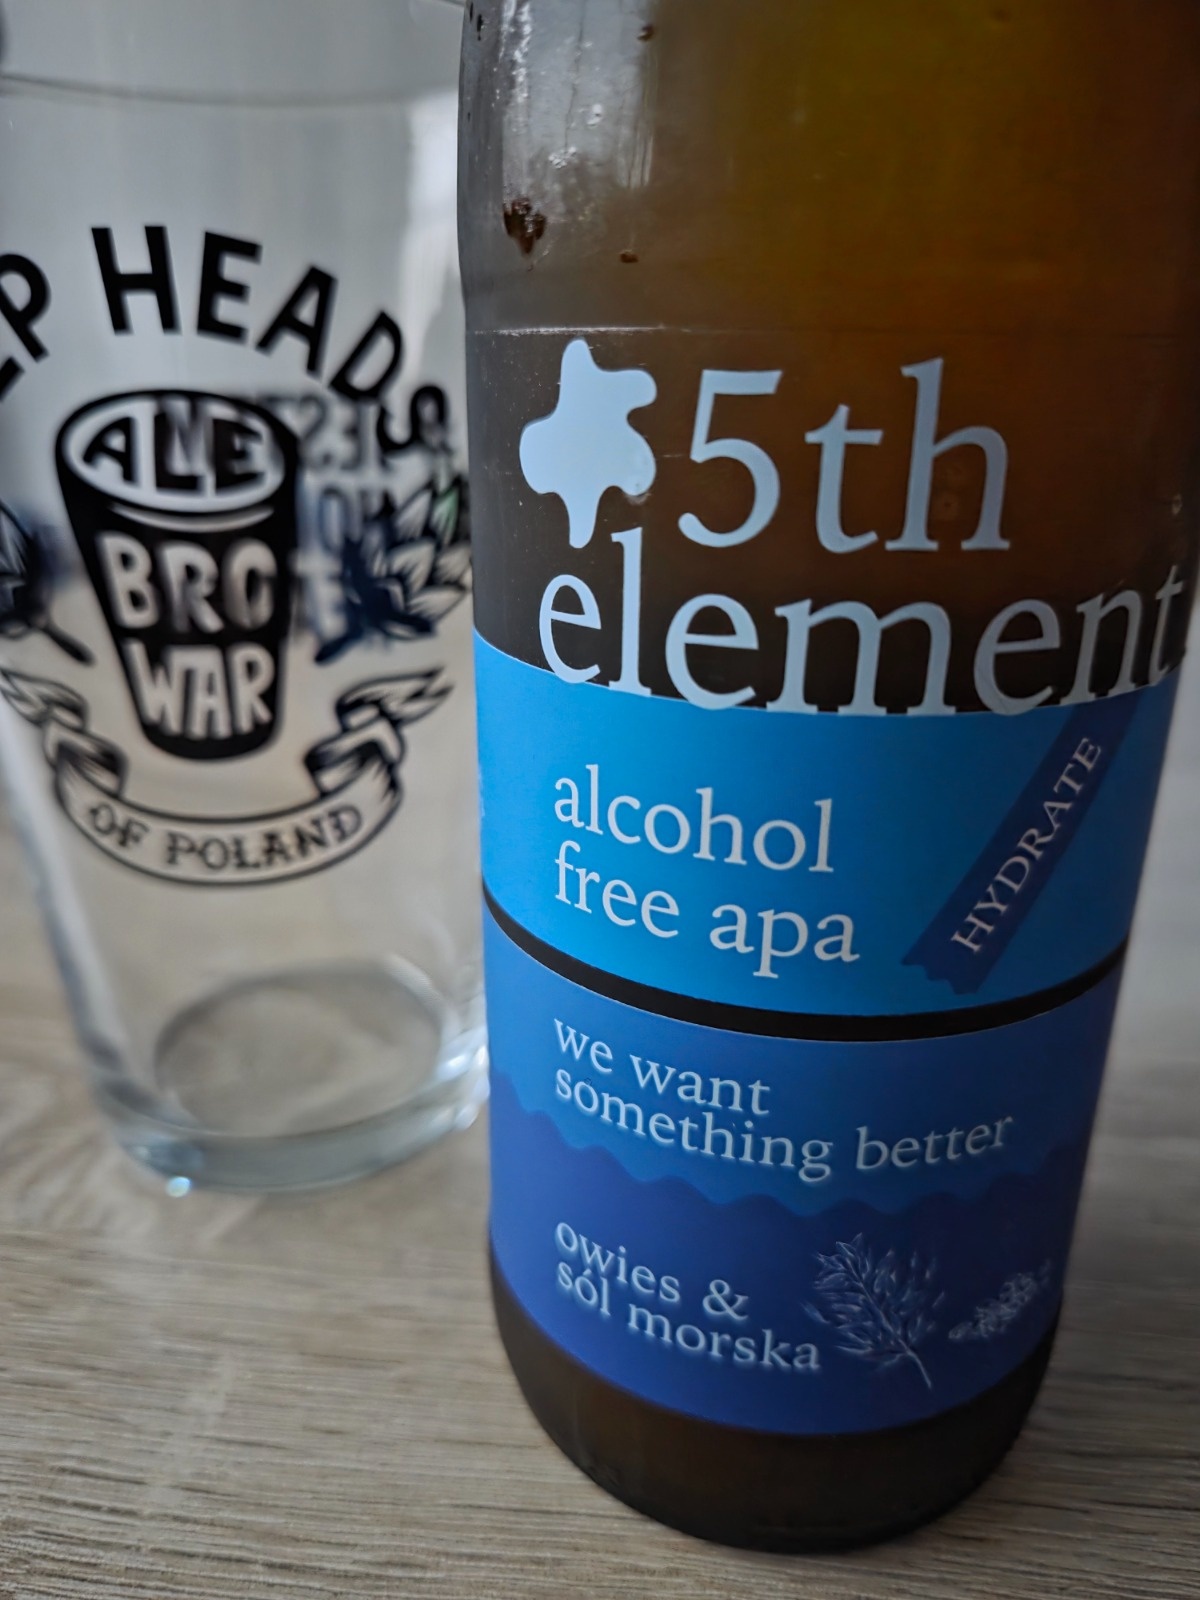 HEADS
ALE
BRO
WAR
OF POLAND
5th
element
alcohol
free apa
HYDRATE
we want
something better
owies &
sól morska